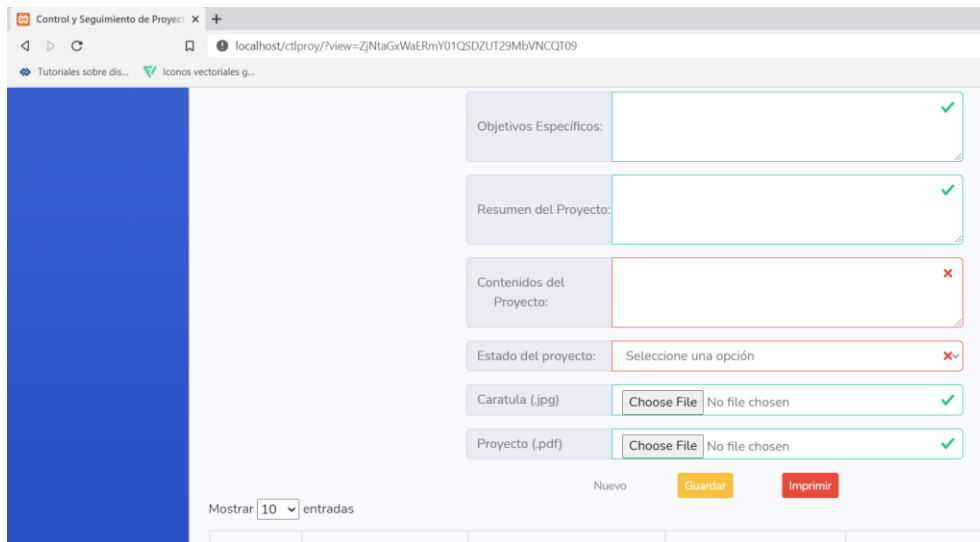 Control y Seguimiento de Proyect
localhost/ctlproy/?view=ZjNtaGxWaERmY01QSDZUT29MbVNCQT09
Tutoriales sobre dis... Iconos vectoriales g...
Objetivos Específicos:
Resumen del Proyecto:
Contenidos del
Proyecto:
Estado del proyecto: Seleccione una opción
Caratula (.jpg) Choose File No file chosen
Proyecto (.pdf) Choose File No file chosen
Nuevo Guardar Imprimir
Mostrar 10 entradas